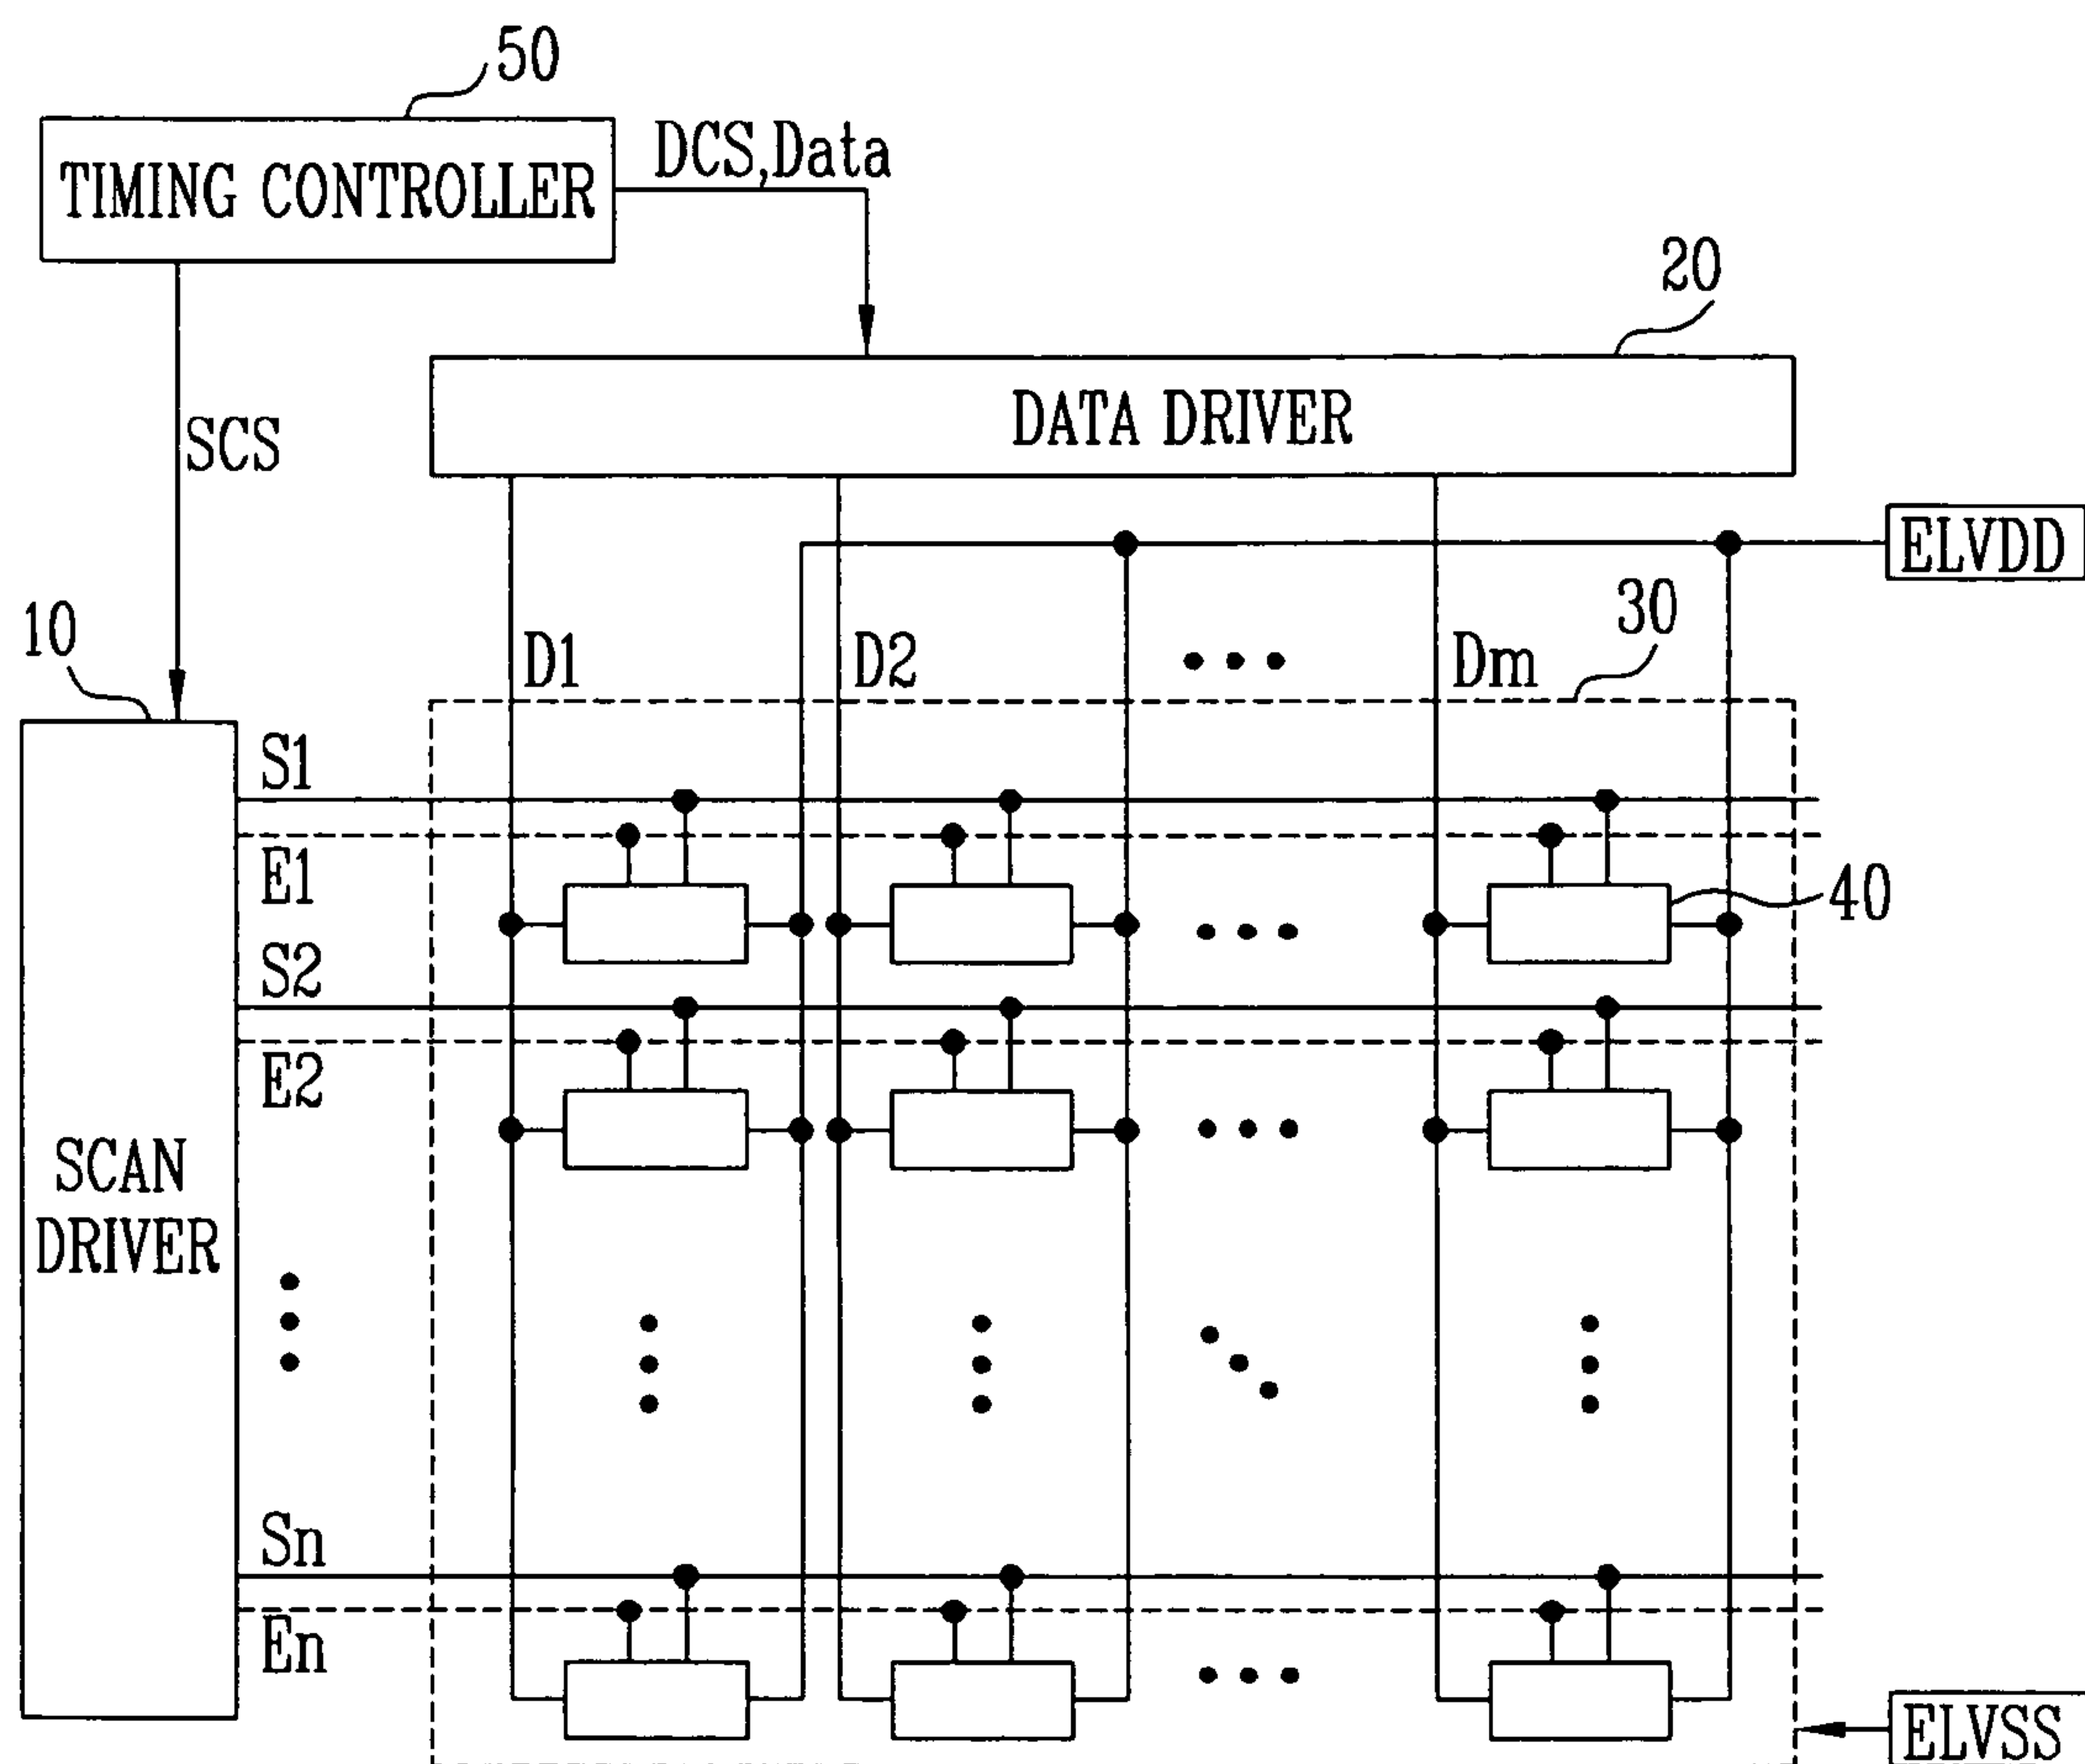 50
TIMING CONTROLLER
DCS,Data
20
DATA DRIVER
SCS
ELVDD
30
10
D1
D2
Dm
S1
E1
40
S2
E2
SCAN
DRIVER
Sn
En
ELVSS